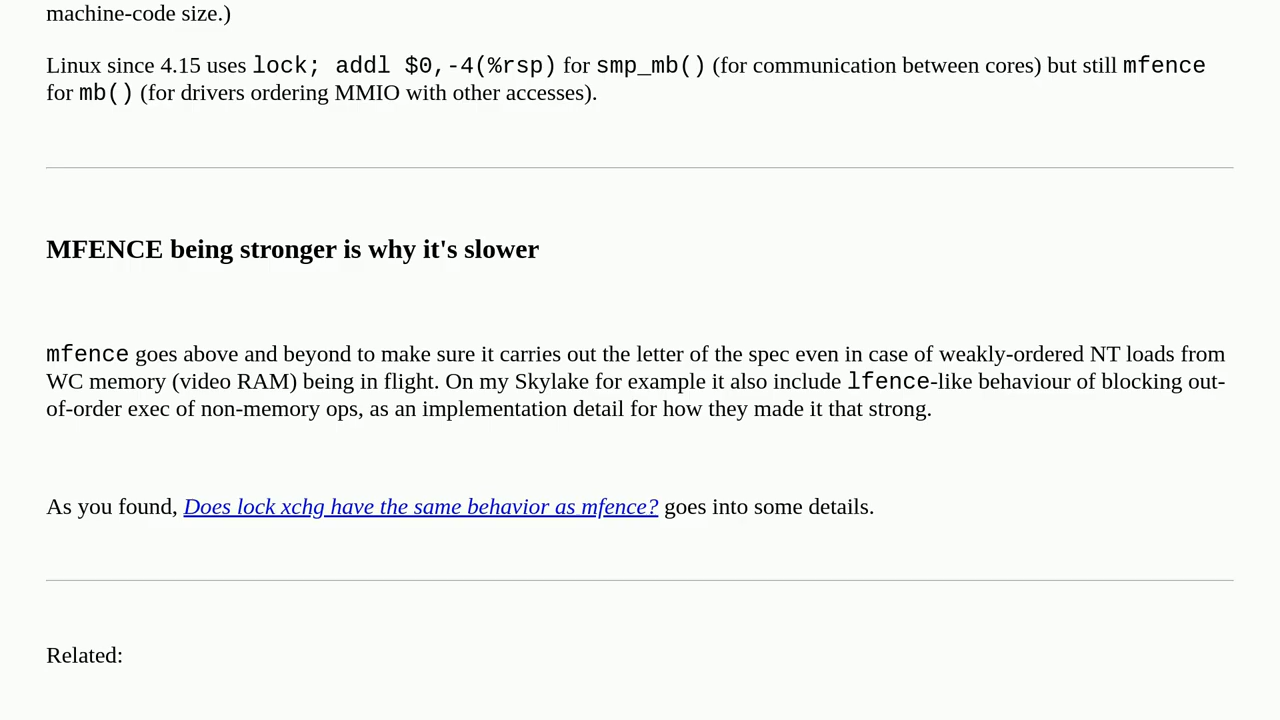 machine-code size.)
Linux since 4.15 uses lock; addl $0,-4(%rsp) for smp_mb() (for communication between cores) but still mfence
for mb() (for drivers ordering MMIO with other accesses).
MFENCE being stronger is why it's slower
mfence goes above and beyond to make sure it carries out the letter of the spec even in case of weakly-ordered NT loads from
WC memory (video RAM) being in flight. On my Skylake for example it also include lfence-like behaviour of blocking out-
of-order exec of non-memory ops, as an implementation detail for how they made it that strong.
As you found, Does lock xchg have the same behavior as mfence? goes into some details.
Related: